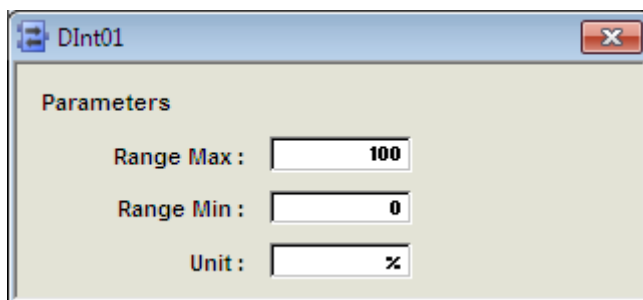 DInt01
Parameters
Range Max : 100
Range Min : 0
Unit : %